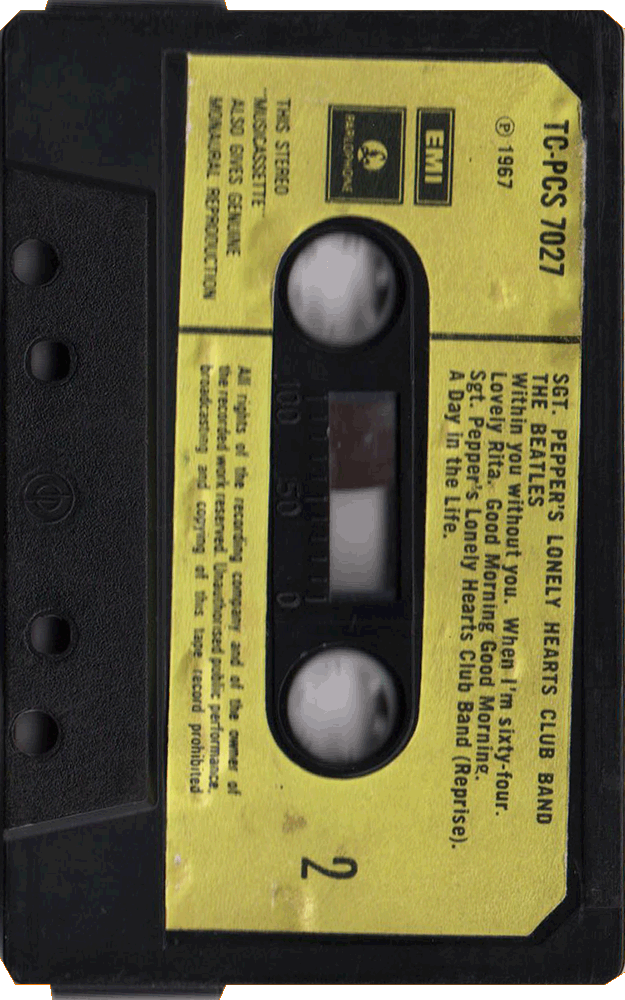 TC-PCS 7027
Ⓟ 1967
EMI
PARLOPHONE
THIS STEREO
"MUSICASSETTE"
ALSO GIVES GENUINE
MONAURAL REPRODUCTION
SGT. PEPPER'S LONELY HEARTS CLUB BAND
THE BEATLES
Within you without you. When I'm sixty-four.
Lovely Rita. Good Morning Good Morning.
Sgt. Pepper's Lonely Hearts Club Band (Reprise).
A Day in the Life.
100 50 0
2
All rights of the recording company and of the owner of
the recorded work reserved. Unauthorised public performance,
broadcasting and copying of this tape record prohibited